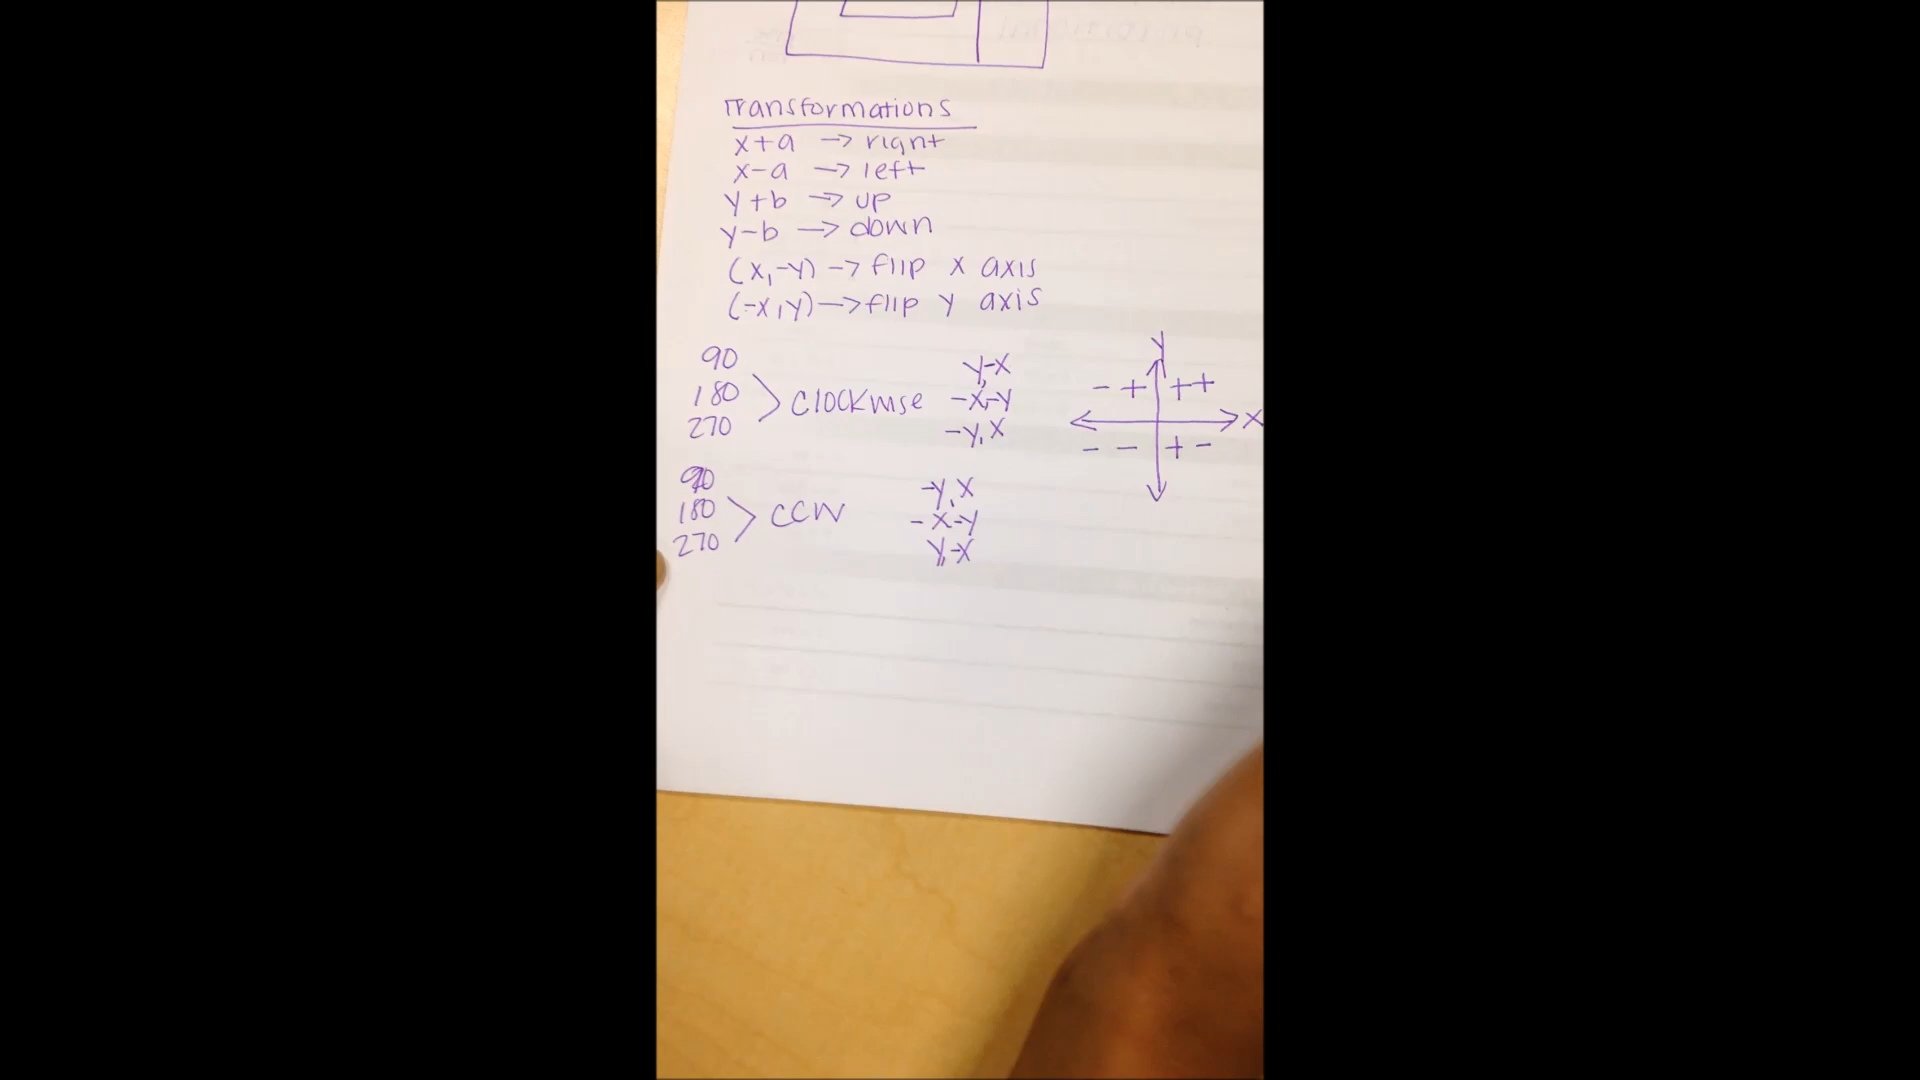 Transformations
x+a → right
x-a → left
y+b → up
y-b → down
(x,-y) → flip x axis
(-x,y) → flip y axis
90 y,-x
180 > clockwise -x,-y
270 -y,x
y
- + + +
x
- - + -
90 -y,x
180 > CCW -x-y
270 y,-x